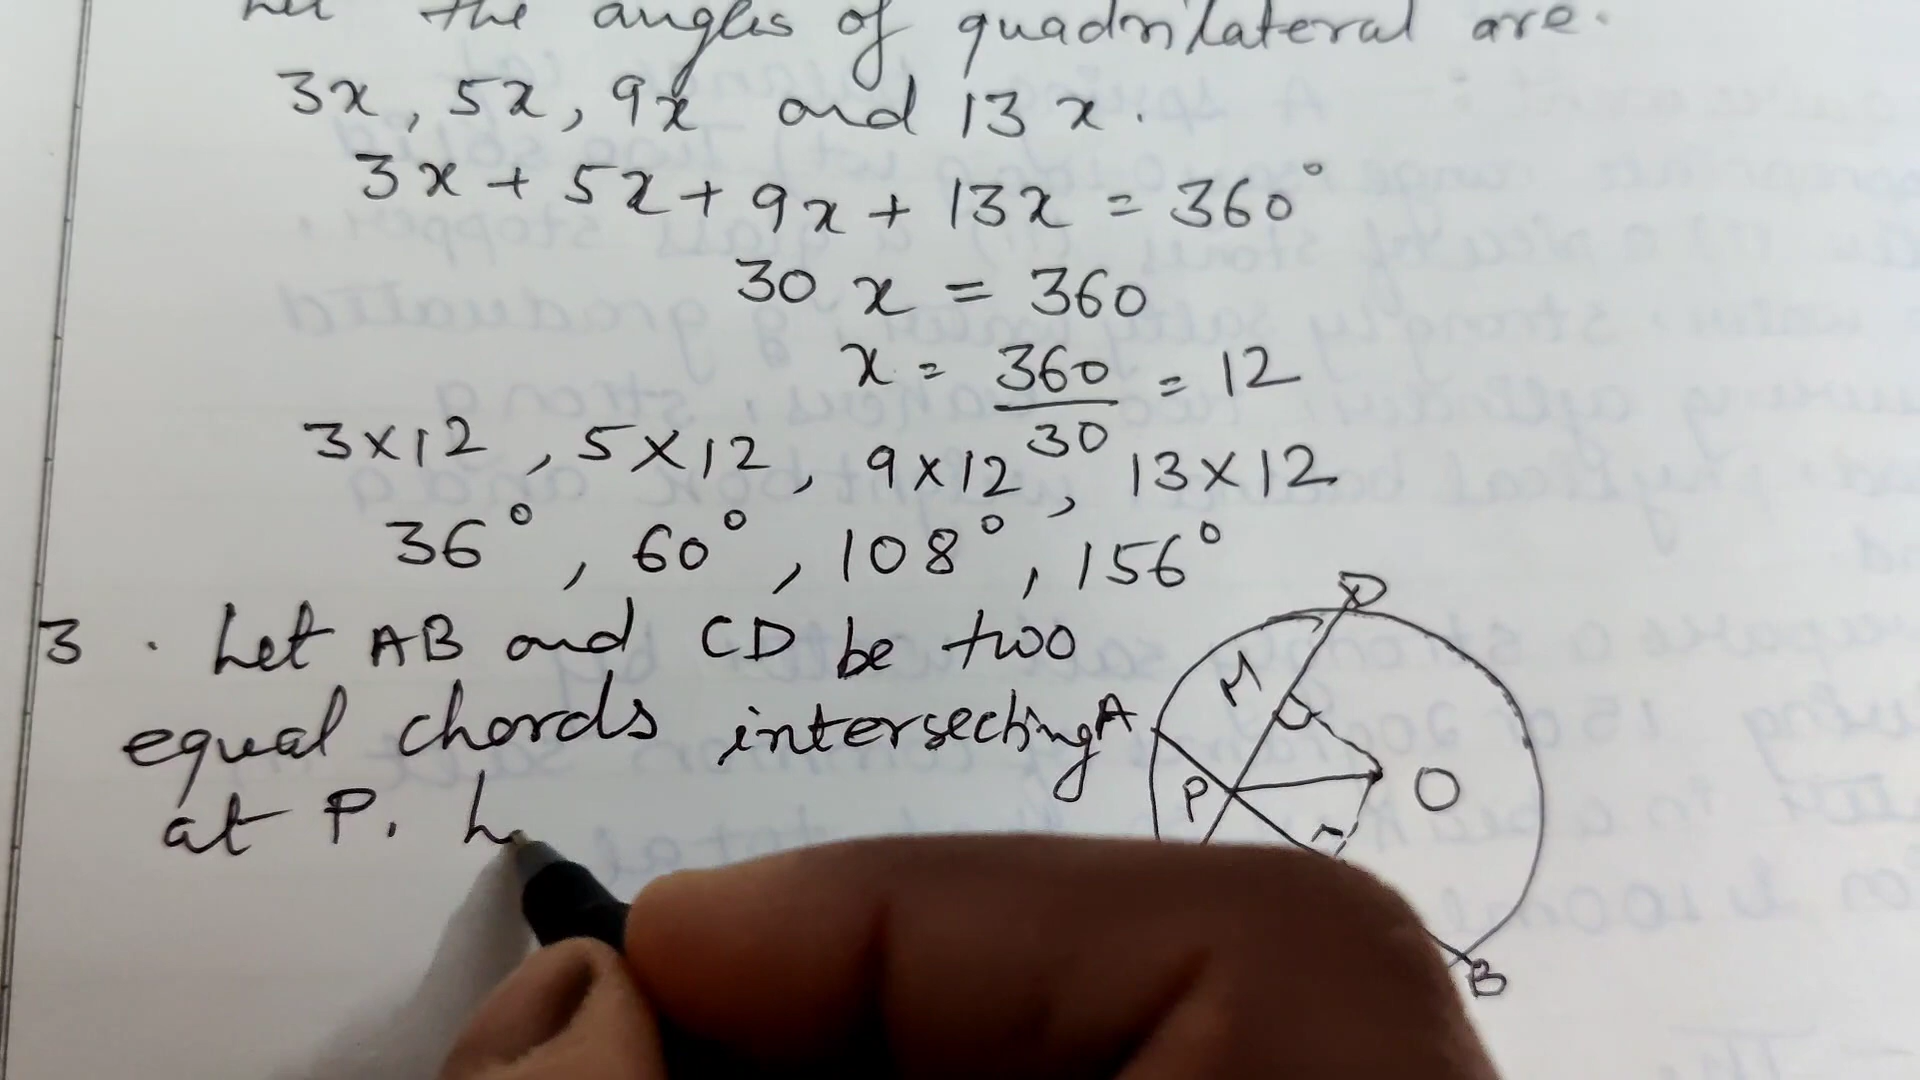 Let the angles of quadrilateral are.
3x, 5x, 9x and 13x.
3x + 5x + 9x + 13x = 360°
30 x = 360
x = 360/30 = 12
3×12, 5×12, 9×12, 13×12
36°, 60°, 108°, 156°
3. Let AB and CD be two
equal chords intersecting
at P.
D
M
A
P
O
B